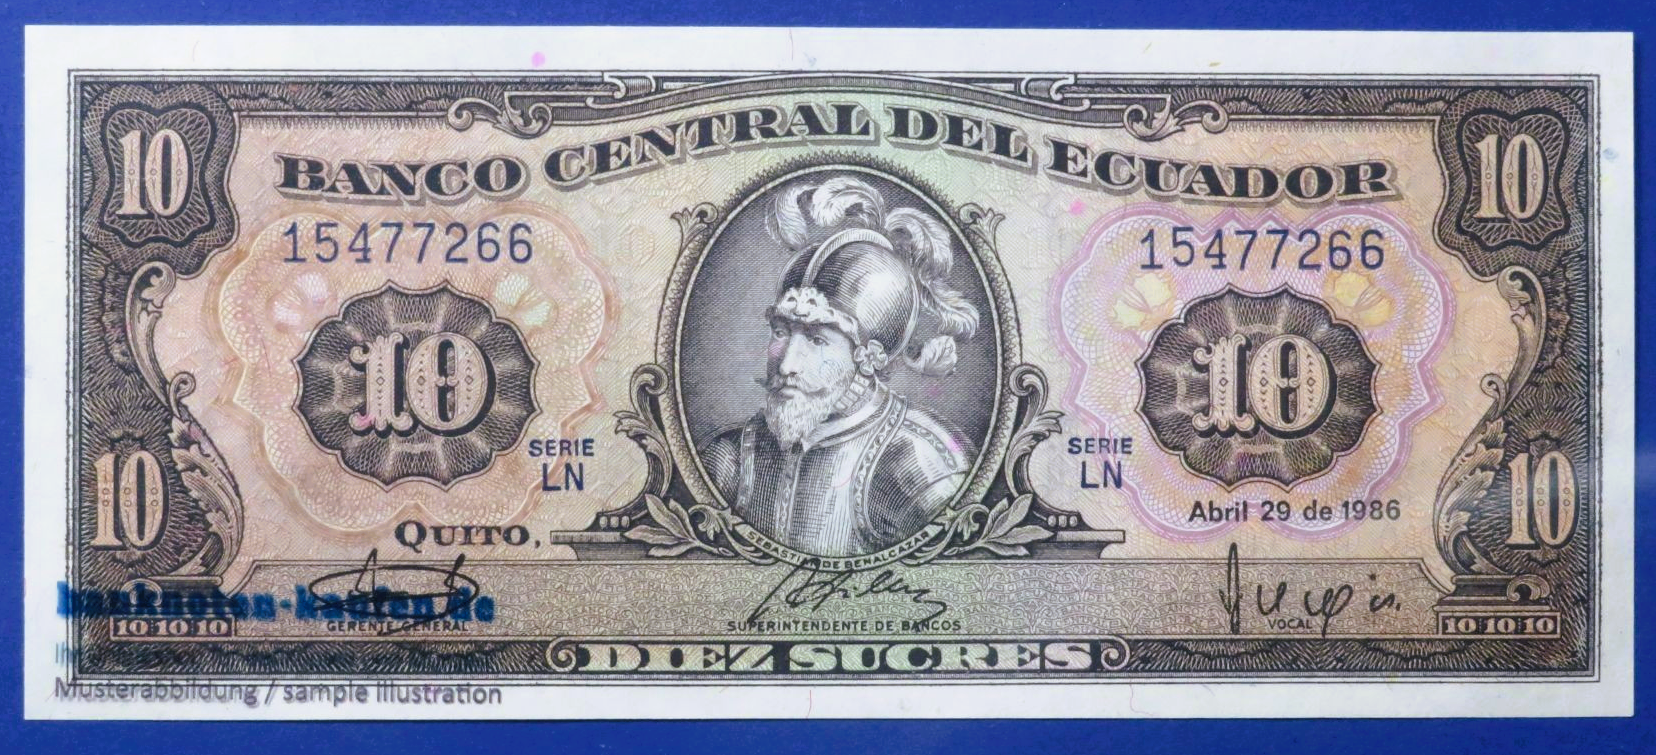 BANCO CENTRAL DEL ECUADOR
10 10
15477266 15477266
10 10
SERIE SERIE
LN LN
10 10
QUITO, Abril 29 de 1986
SEBASTIAN DE BENALCAZAR
banknoten-kaufen.de
10 10 10 GERENTE GENERAL SUPERINTENDENTE DE BANCOS VOCAL 10 10 10
DIEZ SUCRES
Musterabbildung / sample illustration